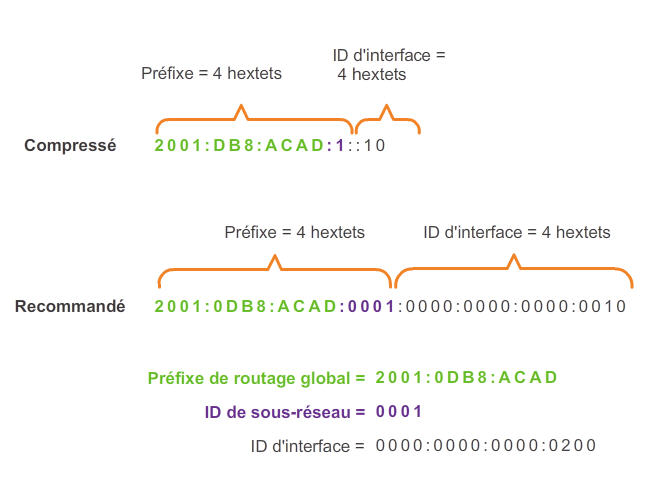 ID d'interface =
4 hextets
Préfixe = 4 hextets
Compressé 2001:DB8:ACAD:1::10
Préfixe = 4 hextets ID d'interface = 4 hextets
Recommandé 2001:0DB8:ACAD:0001:0000:0000:0000:0010
Préfixe de routage global = 2001:0DB8:ACAD
ID de sous-réseau = 0001
ID d'interface = 0000:0000:0000:0200